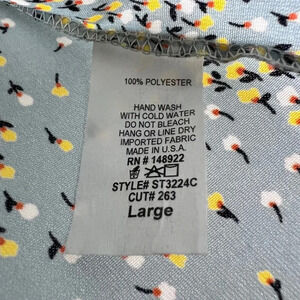 100% POLYESTER
HAND WASH
WITH COLD WATER
DO NOT BLEACH
HANG OR LINE DRY
IMPORTED FABRIC
MADE IN U.S.A.
RN # 148922
STYLE# ST3224C
CUT# 263
Large